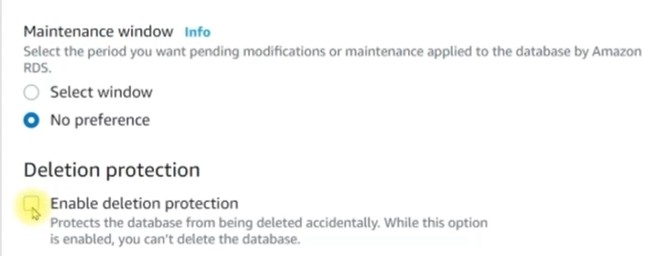 Maintenance window Info
Select the period you want pending modifications or maintenance applied to the database by Amazon
RDS.
Select window
No preference
Deletion protection
Enable deletion protection
Protects the database from being deleted accidentally. While this option
is enabled, you can't delete the database.